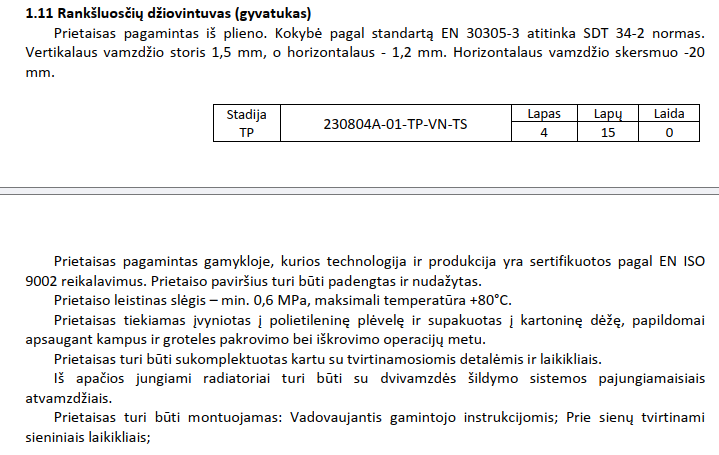 1.11 Rankšluosčių džiovintuvas (gyvatukas)
Prietaisas pagamintas iš plieno. Kokybė pagal standartą EN 30305-3 atitinka SDT 34-2 normas.
Vertikalaus vamzdžio storis 1,5 mm, o horizontalaus - 1,2 mm. Horizontalaus vamzdžio skersmuo -20
mm.
Stadija
TP
230804A-01-TP-VN-TS
Lapas Lapų Laida
4 15 0
Prietaisas pagamintas gamykloje, kurios technologija ir produkcija yra sertifikuotos pagal EN ISO
9002 reikalavimus. Prietaiso paviršius turi būti padengtas ir nudažytas.
Prietaiso leistinas slėgis – min. 0,6 MPa, maksimali temperatūra +80°C.
Prietaisas tiekiamas įvyniotas į polietileninę plėvelę ir supakuotas į kartoninę dėžę, papildomai
apsaugant kampus ir groteles pakrovimo bei iškrovimo operacijų metu.
Prietaisas turi būti sukomplektuotas kartu su tvirtinamosiomis detalėmis ir laikikliais.
Iš apačios jungiami radiatoriai turi būti su dvivamzdės šildymo sistemos pajungiamaisiais
atvamzdžiais.
Prietaisas turi būti montuojamas: Vadovaujantis gamintojo instrukcijomis; Prie sienų tvirtinami
sieniniais laikikliais;